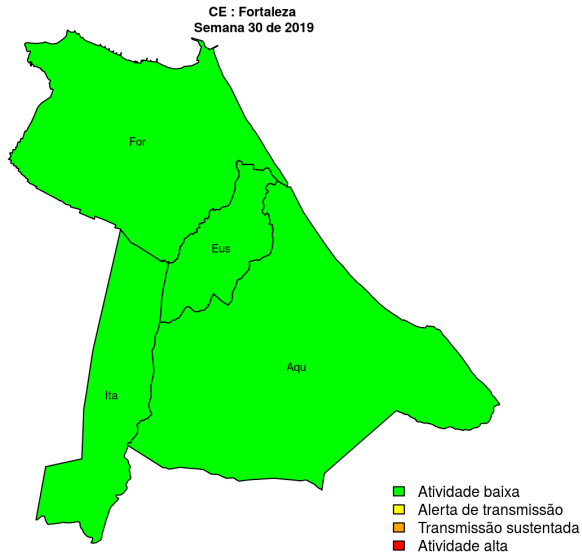 CE : Fortaleza
Semana 30 de 2019
For
Eus
Aqu
Ita
Atividade baixa
Alerta de transmissão
Transmissão sustentada
Atividade alta